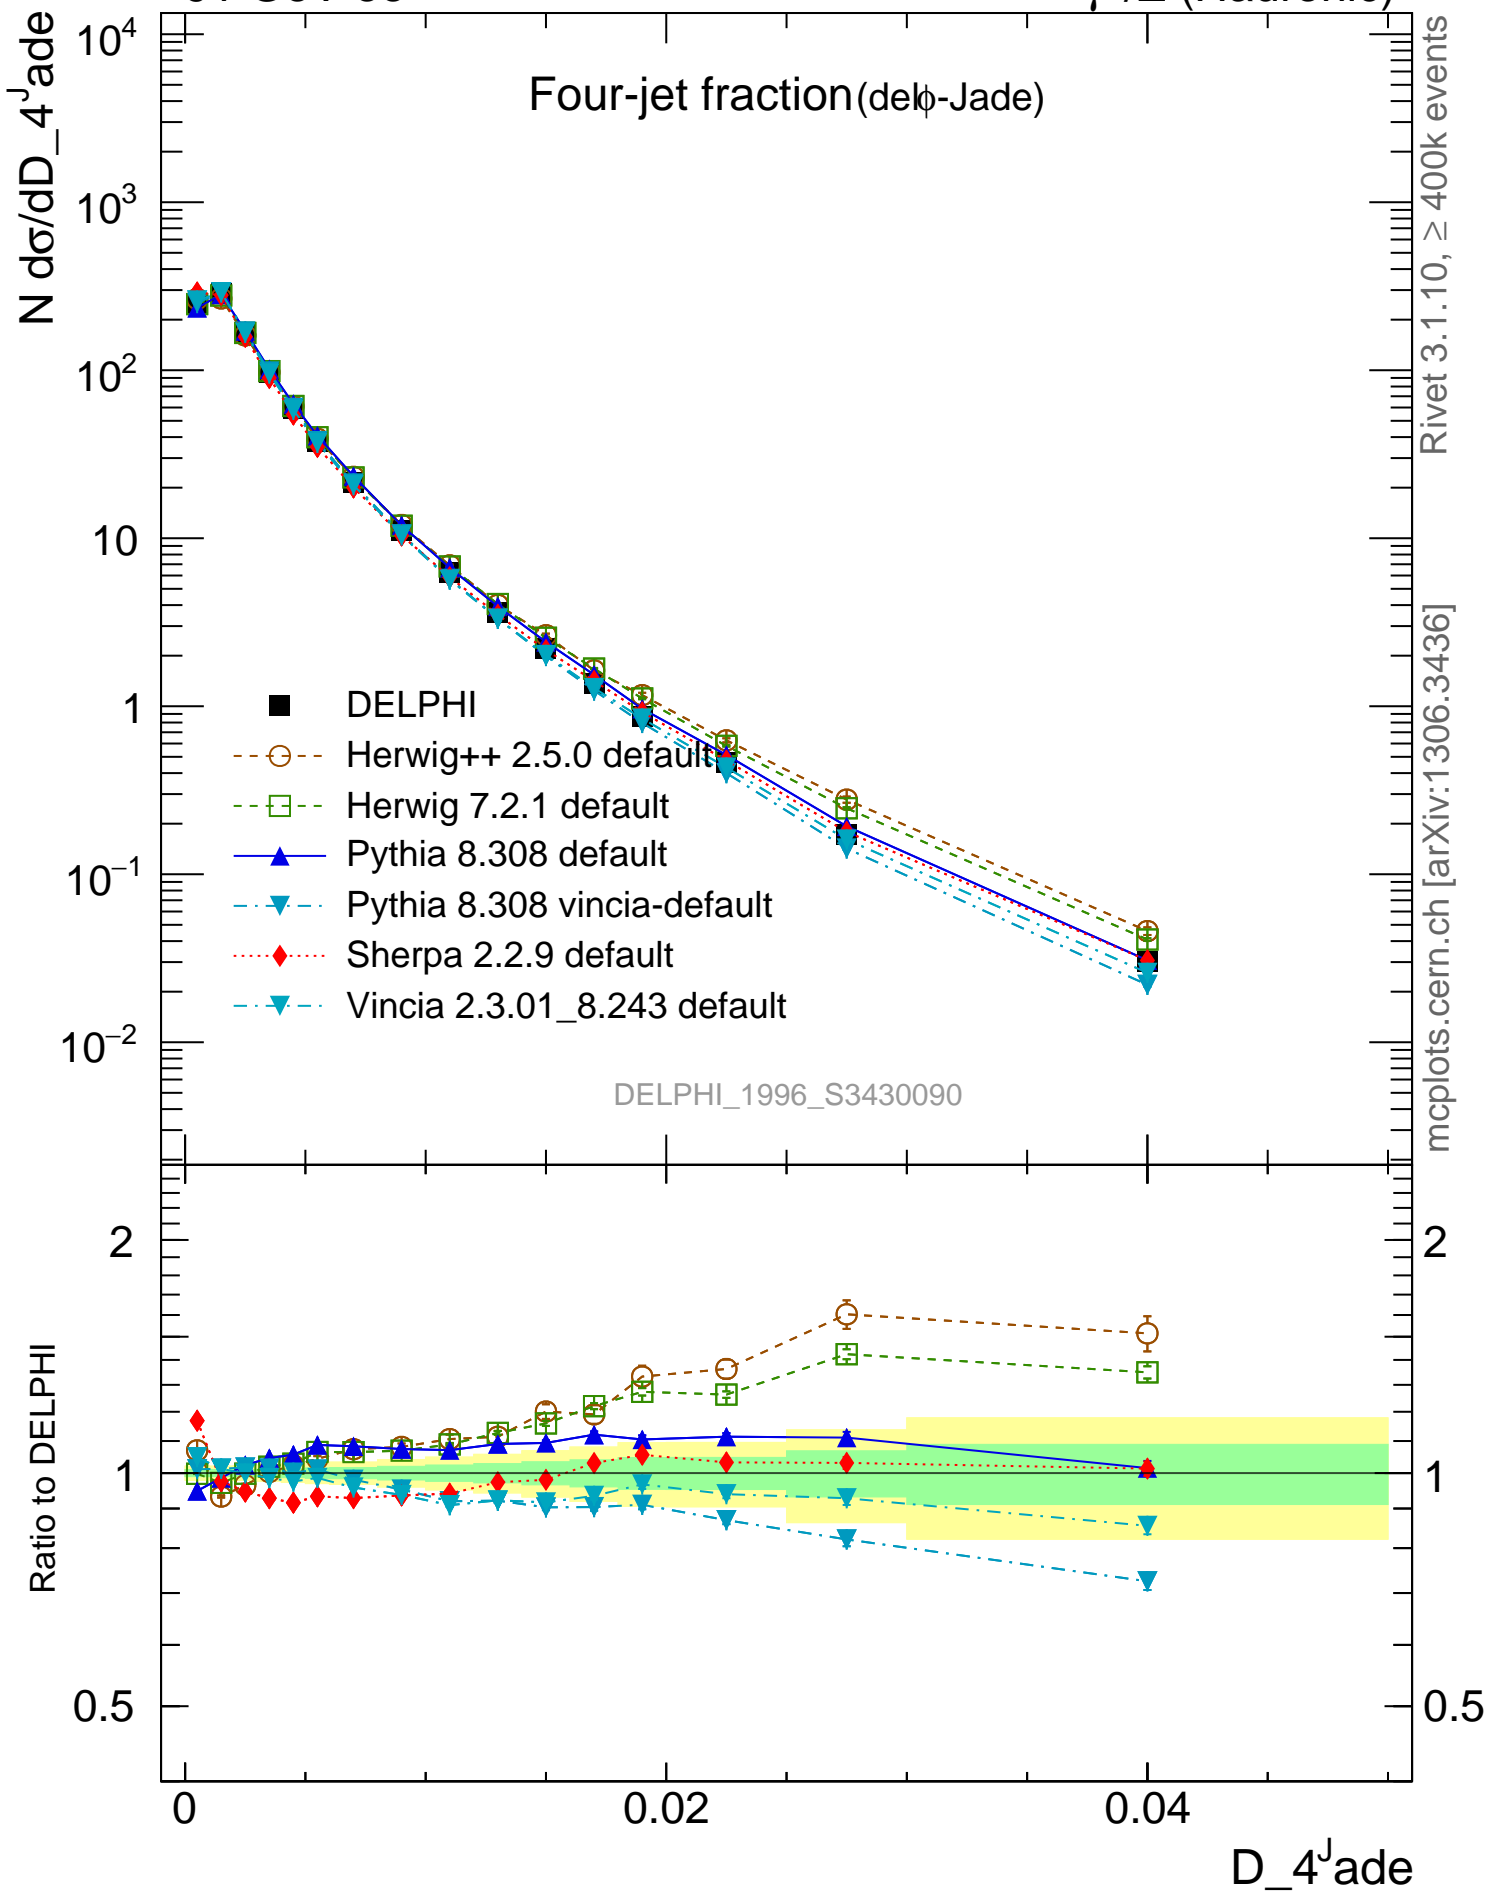 Four-jet fraction (delϕ-Jade)
N dσ/dD_4^Jade
10^4
10^3
10^2
10
1
10^−1
10^−2
DELPHI
Herwig++ 2.5.0 default
Herwig 7.2.1 default
Pythia 8.308 default
Pythia 8.308 vincia-default
Sherpa 2.2.9 default
Vincia 2.3.01_8.243 default
DELPHI_1996_S3430090
Rivet 3.1.10, ≥ 400k events
mcplots.cern.ch [arXiv:1306.3436]
Ratio to DELPHI
2
1
0.5
2
1
0.5
0
0.02
0.04
D_4^Jade